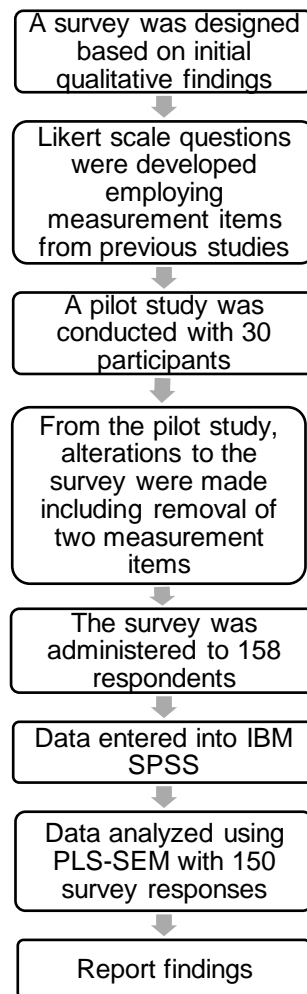 A survey was designed
based on initial
qualitative findings
Likert scale questions
were developed
employing
measurement items
from previous studies
A pilot study was
conducted with 30
participants
From the pilot study,
alterations to the
survey were made
including removal of
two measurement
items
The survey was
administered to 158
respondents
Data entered into IBM
SPSS
Data analyzed using
PLS-SEM with 150
survey responses
Report findings